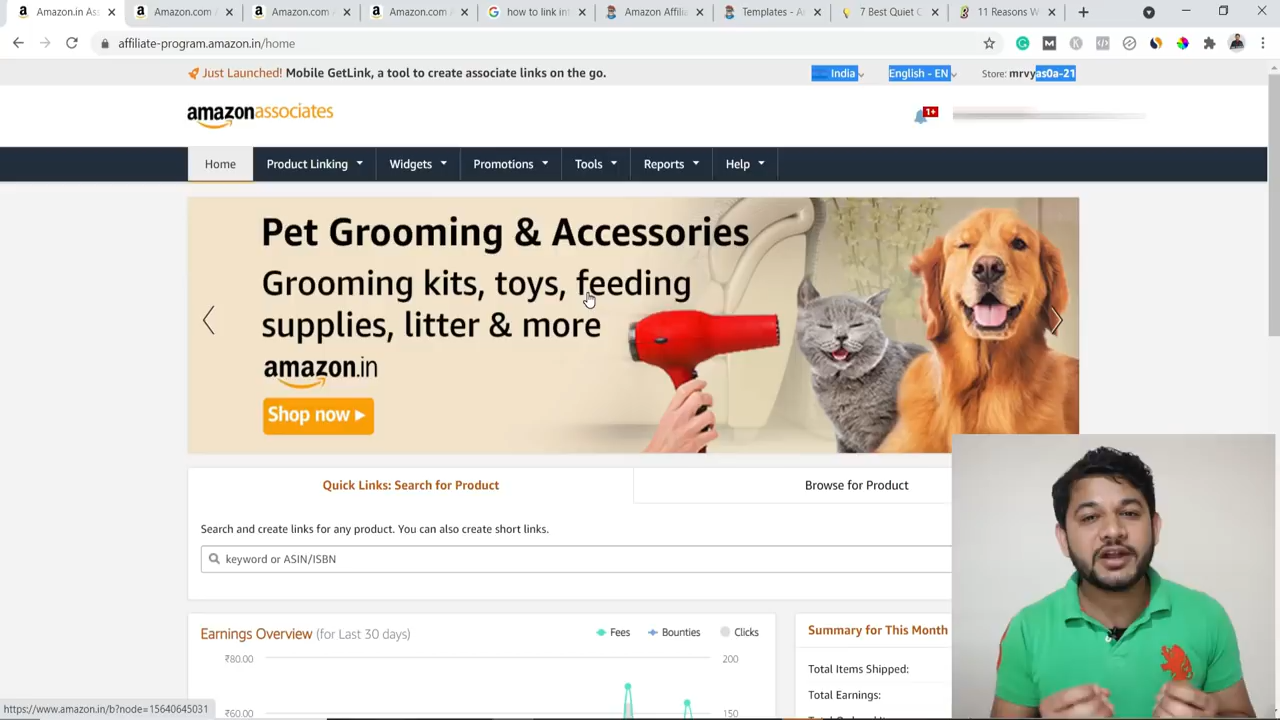 Amazon.in As
Amazon.com A
Amazon.com A
Amazon.com A
how to link in
Amazon Affili
Templates - A
7 Best Quiet C
11 Reasons W
affiliate-program.amazon.in/home
Just Launched! Mobile GetLink, a tool to create associate links on the go.
India
English - EN
Store: mrvyas0a-21
amazonassociates
1+
Home
Product Linking
Widgets
Promotions
Tools
Reports
Help
Pet Grooming & Accessories
Grooming kits, toys, feeding
supplies, litter & more
amazon.in
Shop now
Quick Links: Search for Product
Browse for Product
Search and create links for any product. You can also create short links.
keyword or ASIN/ISBN
Earnings Overview (for Last 30 days)
Fees
Bounties
Clicks
Summary for This Month
₹80.00
200
Total Items Shipped:
Total Earnings:
₹60.00
150
https://www.amazon.in/b?node=15640645031